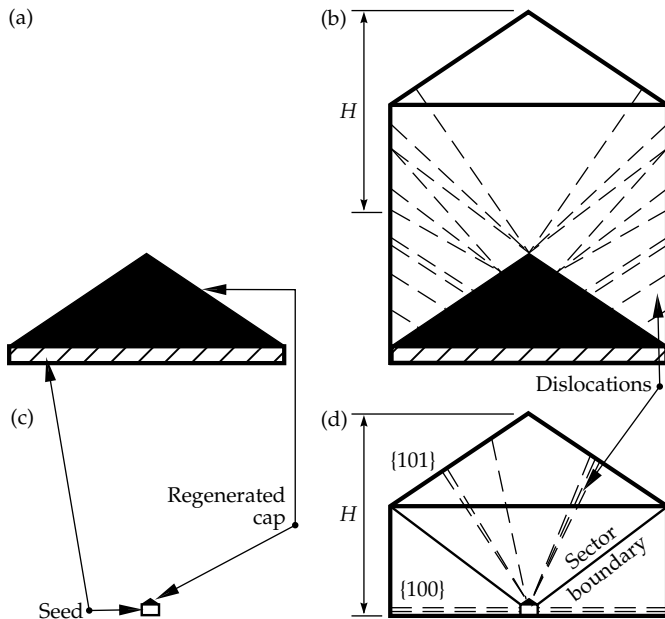 (a)
(b)
H
Dislocations
(c)
(d)
{101}
Regenerated
cap
H
Sector
boundary
{100}
Seed